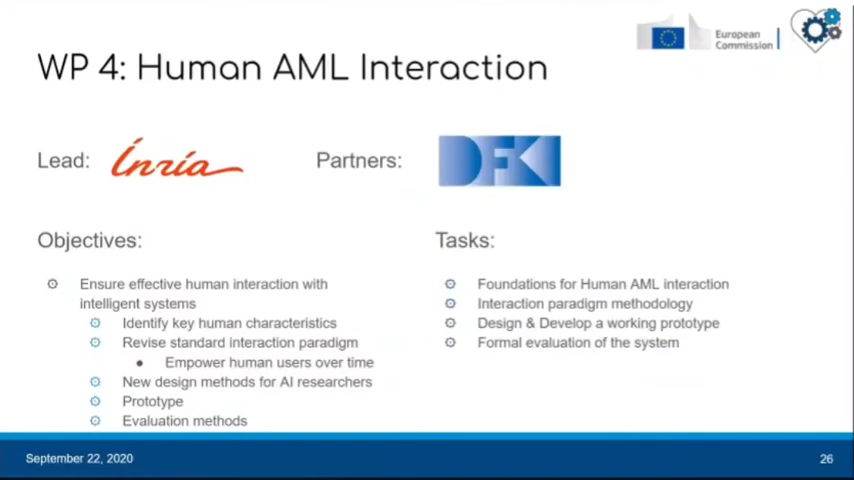 European
Commission
WP 4: Human AML Interaction
Lead:
Inria
Partners:
DFKI
Objectives:
Ensure effective human interaction with
intelligent systems
Identify key human characteristics
Revise standard interaction paradigm
Empower human users over time
New design methods for AI researchers
Prototype
Evaluation methods
Tasks:
Foundations for Human AML interaction
Interaction paradigm methodology
Design & Develop a working prototype
Formal evaluation of the system
September 22, 2020
26